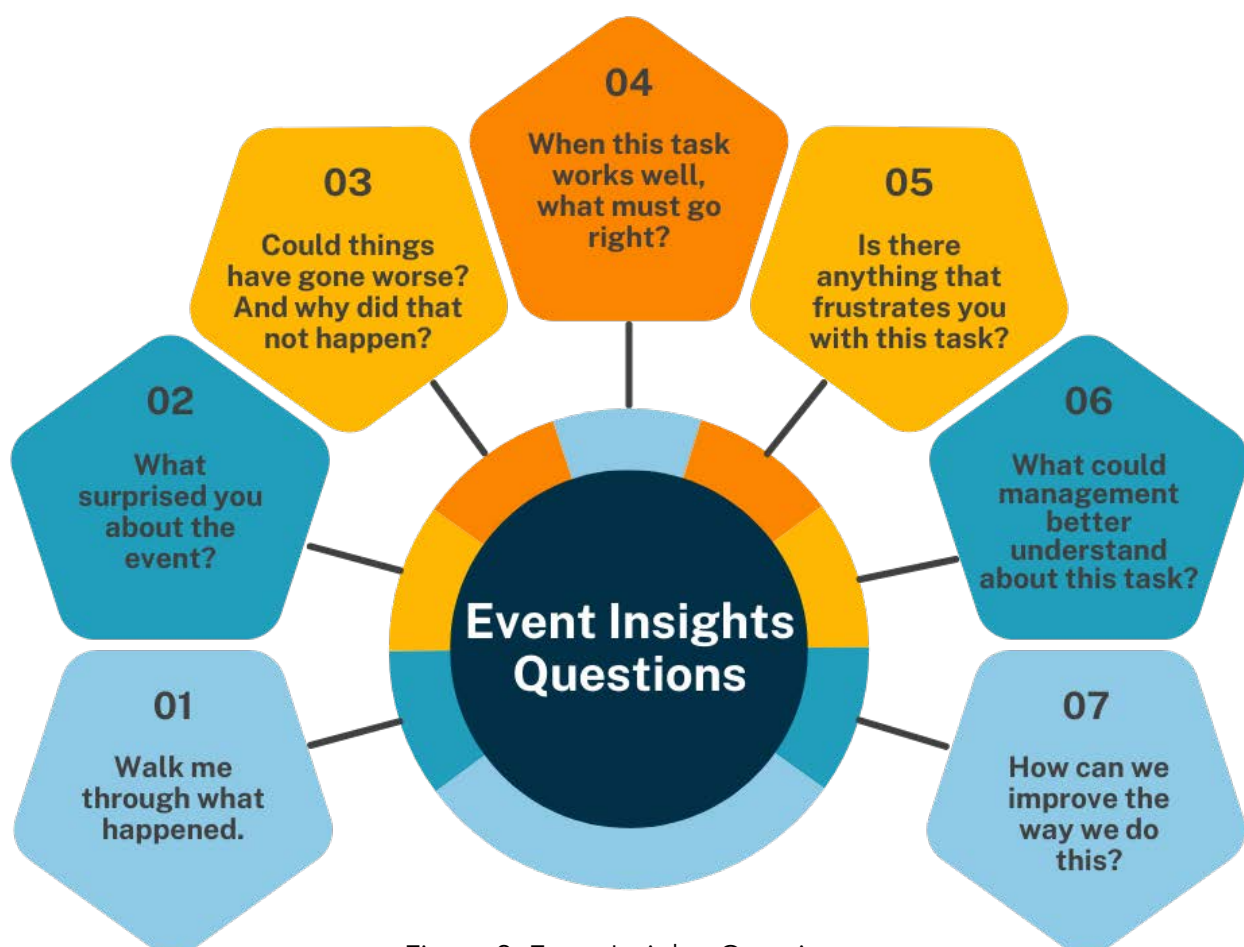 04
When this task
works well,
what must go
right?
03
Could things
have gone worse?
And why did that
not happen?
05
Is there
anything that
frustrates you
with this task?
02
What
surprised you
about the
event?
06
What could
management
better
understand
about this task?
Event Insights
Questions
01
Walk me
through what
happened.
07
How can we
improve the
way we do
this?